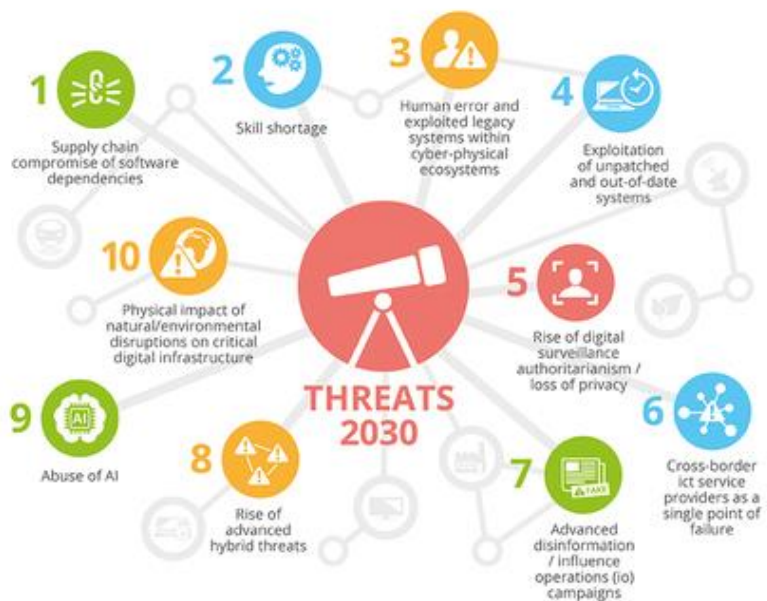 1
Supply chain
compromise of software
dependencies
2
Skill shortage
3
Human error and
exploited legacy
systems within
cyber-physical
ecosystems
4
Exploitation
of unpatched
and out-of-date
systems
10
Physical impact of
natural/environmental
disruptions on critical
digital infrastructure
5
Rise of digital
surveillance
authoritarianism /
loss of privacy
THREATS
2030
9
AI
Abuse of AI
8
Rise of
advanced
hybrid threats
7
FAKE
Advanced
disinformation
/ influence
operations (io)
campaigns
6
Cross-border
ict service
providers as a
single point of
failure